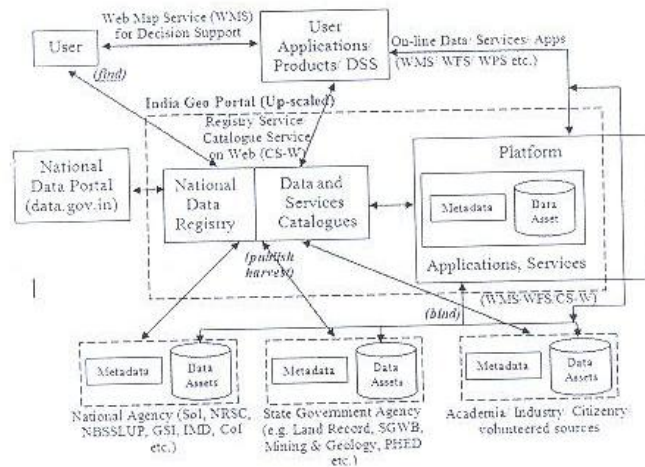 Web Map Service (WMS)
for Decision Support
User
User
Applications/
Products/ DSS
On-line Data/ Services/ Apps
(WMS/ WFS/ WPS etc.)
(find)
India Geo Portal (Up-scaled)
Registry Service
Catalogue Service
on Web (CS-W)
National
Data Portal
(data.gov.in)
National
Data
Registry
Data and
Services
Catalogues
Platform
Metadata
Data
Asset
Applications, Services
(publish
harvest)
(bind)
(WMS/WFS/CS-W)
Metadata
Data
Assets
National Agency (SoI, NRSC,
NBSSLUP, GSI, IMD, CoI
etc.)
Metadata
Data
Assets
State Government Agency
(e.g. Land Record, SGWB,
Mining & Geology, PHED
etc.)
Metadata
Data
Assets
Academia/ Industry/ Citizenry
volunteered sources